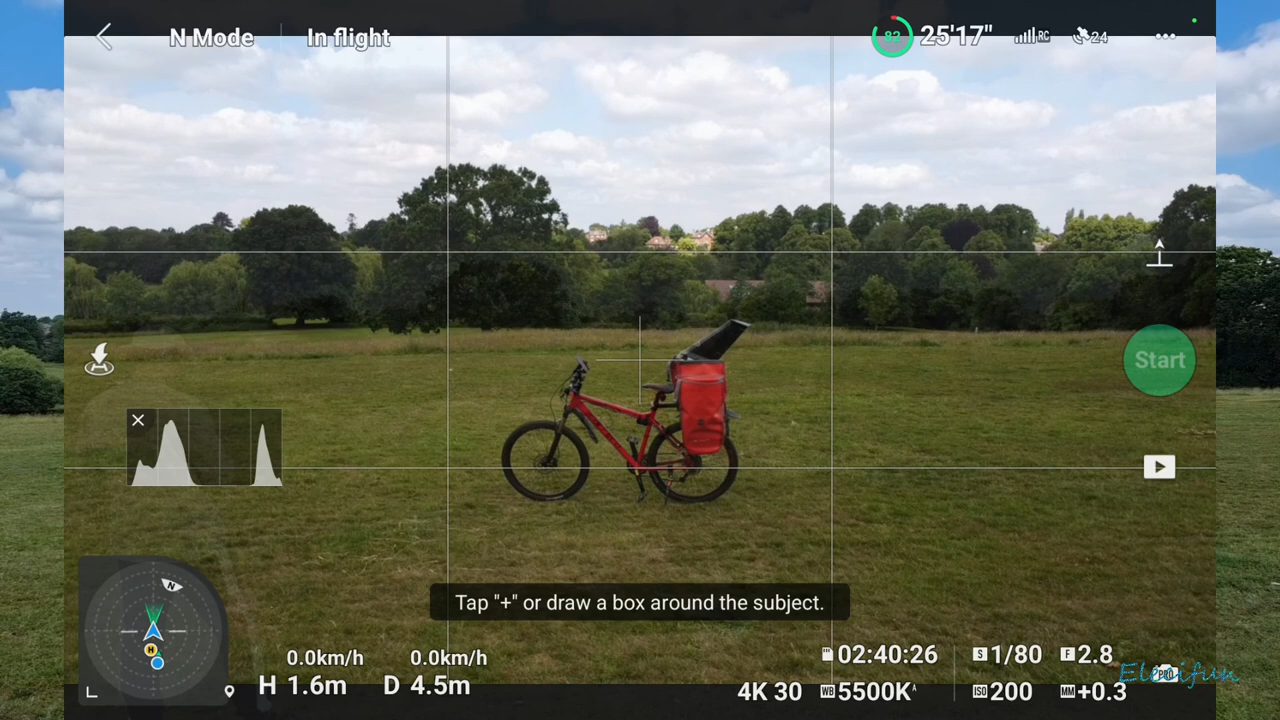 N Mode
In flight
82
25'17"
RC
24
Start
Tap "+" or draw a box around the subject.
N
H
0.0km/h
0.0km/h
H 1.6m
D 4.5m
02:40:26
S 1/80
F 2.8
4K 30
WB 5500K A
ISO 200
MM +0.3
PRO